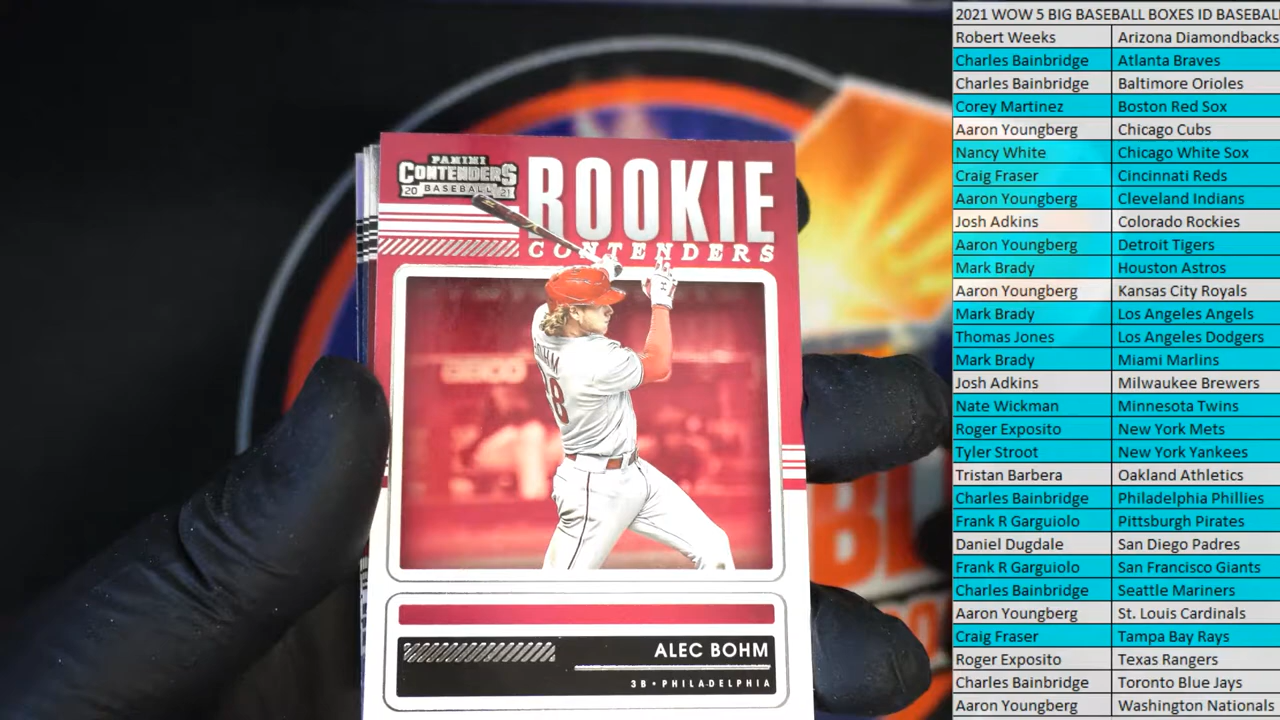 PANINI
CONTENDERS
20 BASEBALL 21
ROOKIE
CONTENDERS
BOHM
GEICO
ALEC BOHM
3B • PHILADELPHIA
2021 WOW 5 BIG BASEBALL BOXES ID BASEBALL
Robert Weeks Arizona Diamondbacks
Charles Bainbridge Atlanta Braves
Charles Bainbridge Baltimore Orioles
Corey Martinez Boston Red Sox
Aaron Youngberg Chicago Cubs
Nancy White Chicago White Sox
Craig Fraser Cincinnati Reds
Aaron Youngberg Cleveland Indians
Josh Adkins Colorado Rockies
Aaron Youngberg Detroit Tigers
Mark Brady Houston Astros
Aaron Youngberg Kansas City Royals
Mark Brady Los Angeles Angels
Thomas Jones Los Angeles Dodgers
Mark Brady Miami Marlins
Josh Adkins Milwaukee Brewers
Nate Wickman Minnesota Twins
Roger Exposito New York Mets
Tyler Stroot New York Yankees
Tristan Barbera Oakland Athletics
Charles Bainbridge Philadelphia Phillies
Frank R Garguiolo Pittsburgh Pirates
Daniel Dugdale San Diego Padres
Frank R Garguiolo San Francisco Giants
Charles Bainbridge Seattle Mariners
Aaron Youngberg St. Louis Cardinals
Craig Fraser Tampa Bay Rays
Roger Exposito Texas Rangers
Charles Bainbridge Toronto Blue Jays
Aaron Youngberg Washington Nationals